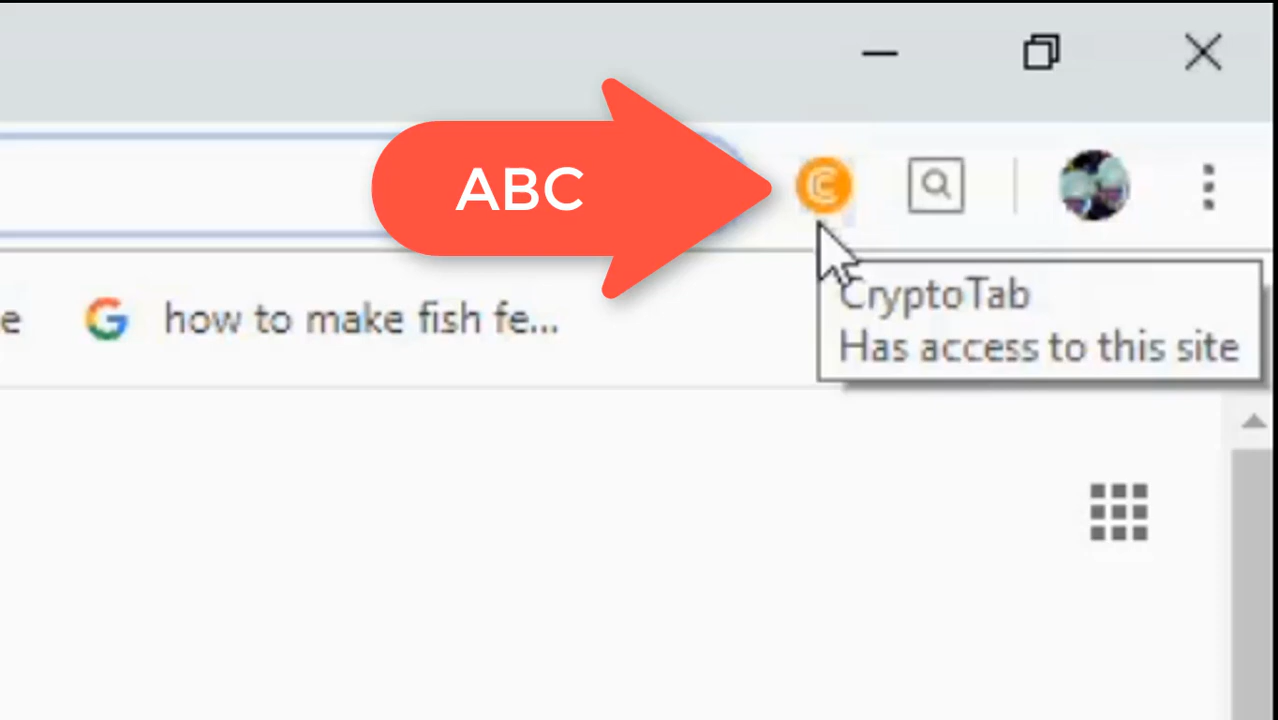 ABC
e
how to make fish fe...
CryptoTab
Has access to this site